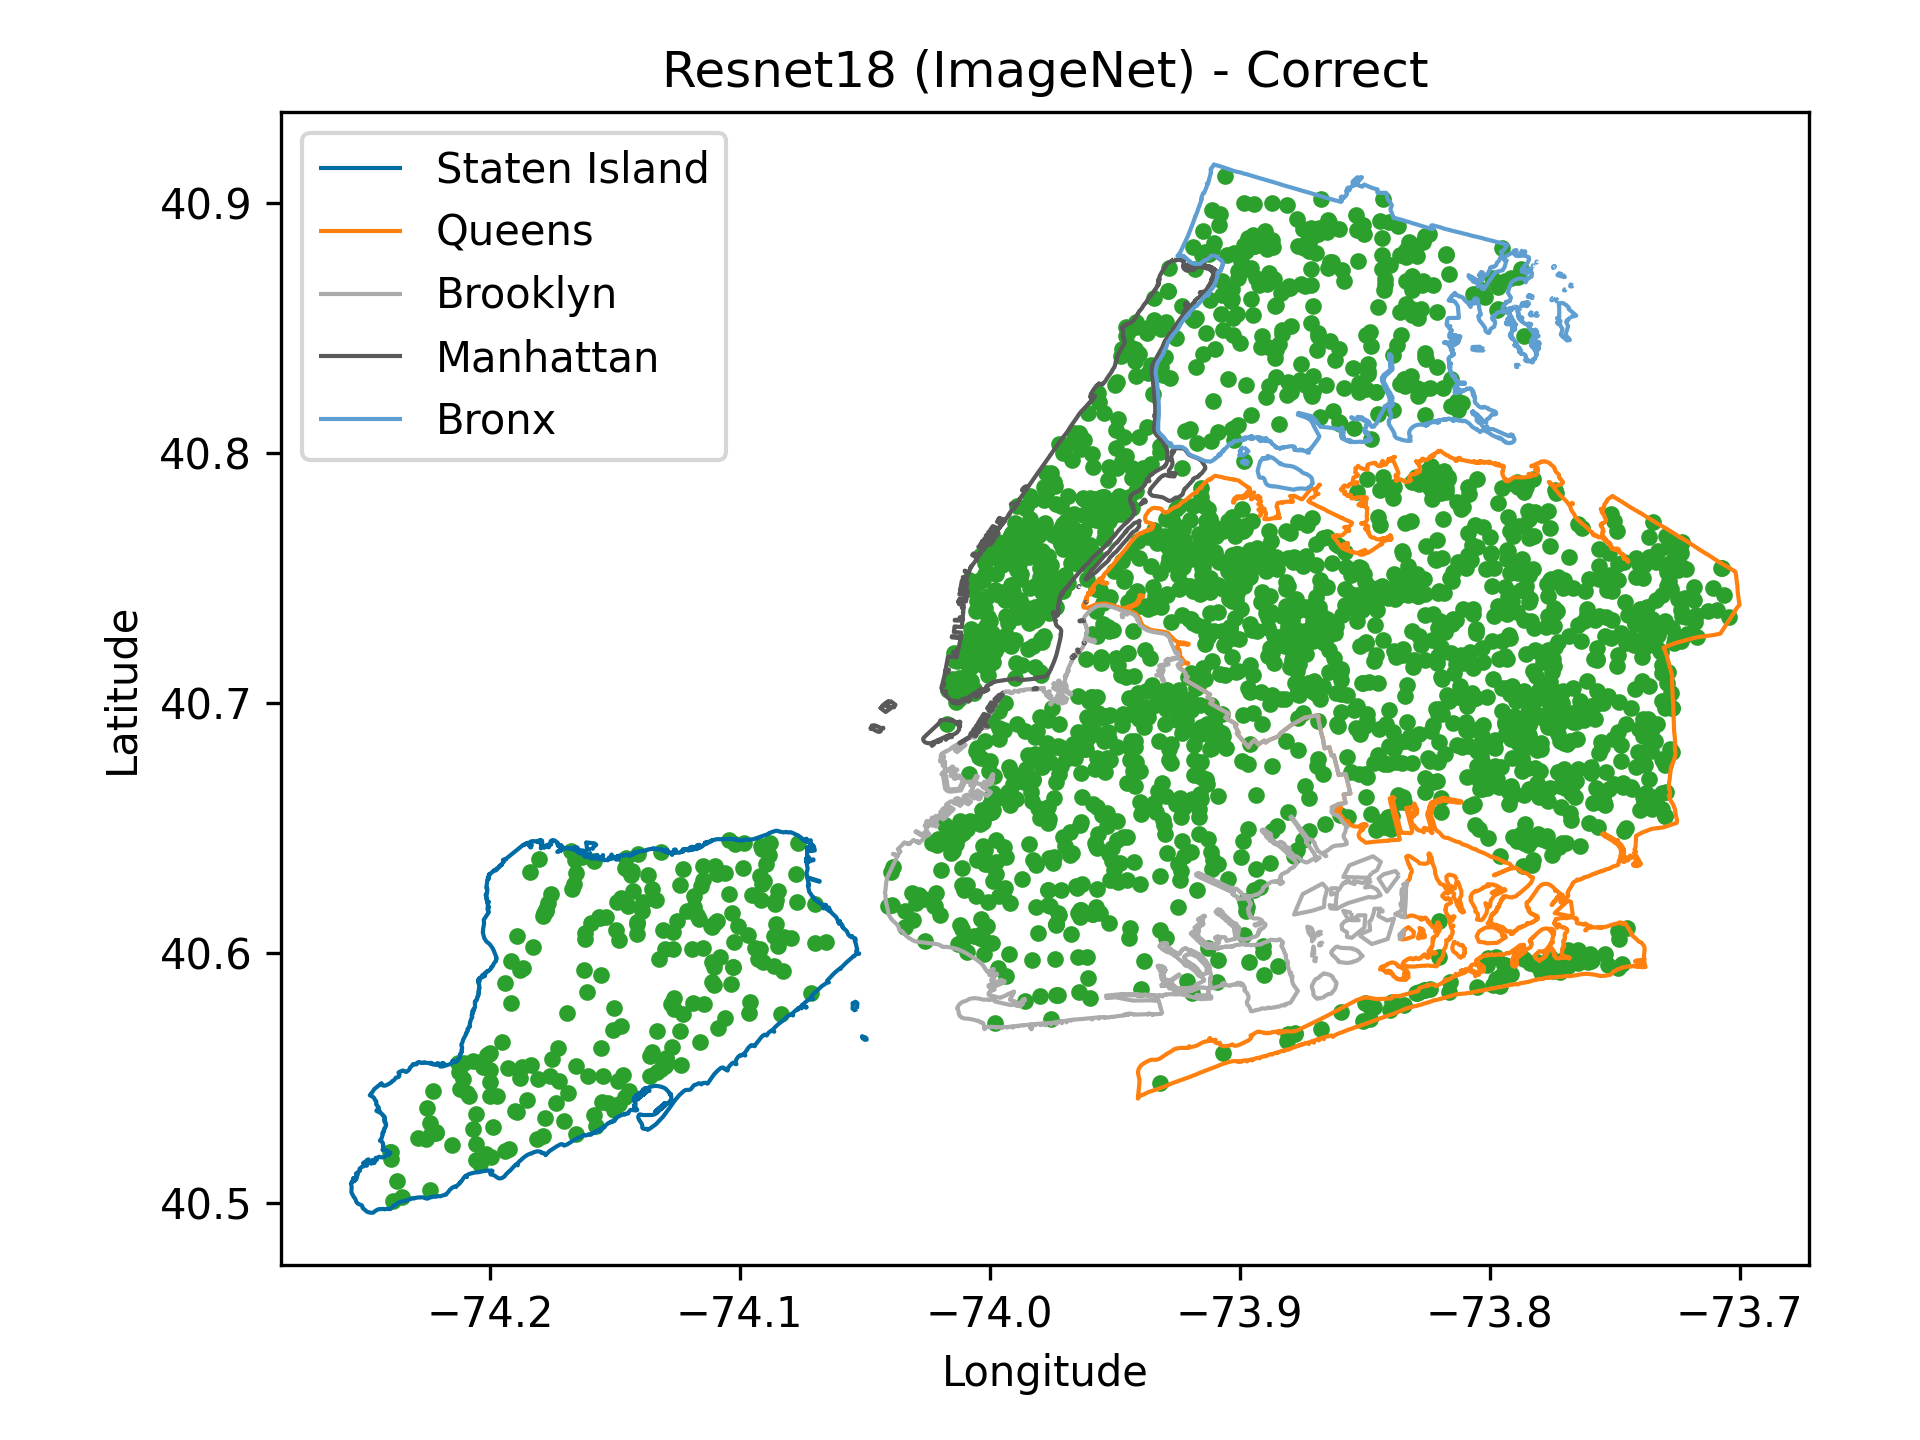 Resnet18 (ImageNet) - Correct
Staten Island
Queens
Brooklyn
Manhattan
Bronx
40.9
40.8
40.7
40.6
40.5
Latitude
−74.2
−74.1
−74.0
−73.9
−73.8
−73.7
Longitude